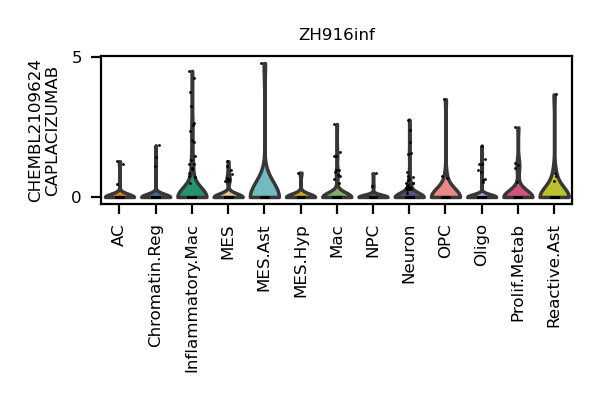 ZH916inf
CHEMBL2109624
CAPLACIZUMAB
5
0
AC
Chromatin.Reg
Inflammatory.Mac
MES
MES.Ast
MES.Hyp
Mac
NPC
Neuron
OPC
Oligo
Prolif.Metab
Reactive.Ast